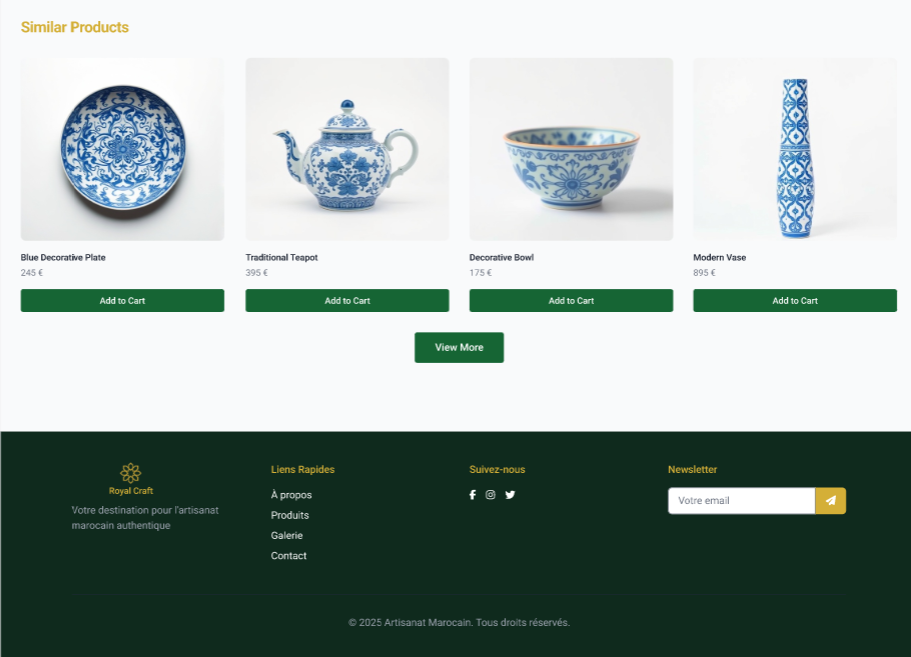 Similar Products
Blue Decorative Plate
245 €
Add to Cart
Traditional Teapot
395 €
Add to Cart
Decorative Bowl
175 €
Add to Cart
Modern Vase
895 €
Add to Cart
View More
Royal Craft
Votre destination pour l'artisanat
marocain authentique
Liens Rapides
À propos
Produits
Galerie
Contact
Suivez-nous
Newsletter
Votre email
© 2025 Artisanat Marocain. Tous droits réservés.